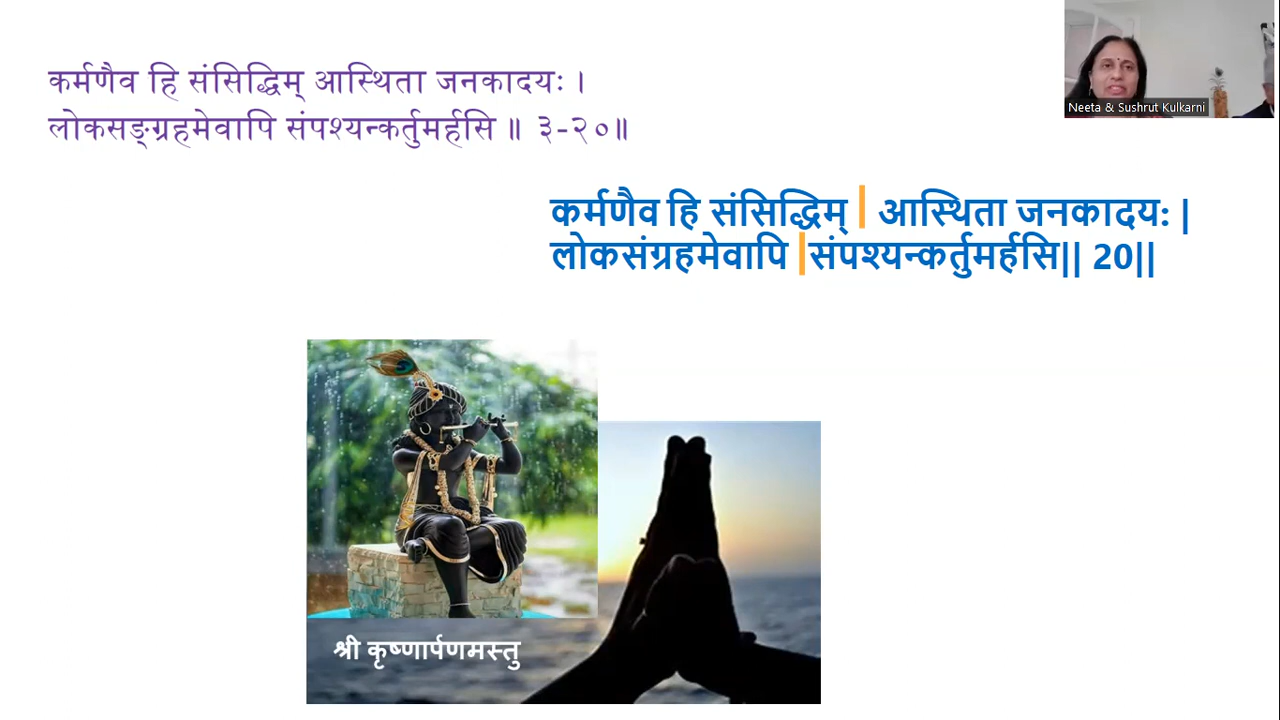 कर्मणैव हि संसिद्धिम् आस्थिता जनकादयः ।
लोकसङ्ग्रहमेवापि संपश्यन्कर्तुमर्हसि ॥ ३-२०॥
Neeta & Sushrut Kulkarni
कर्मणैव हि संसिद्धिम् | आस्थिता जनकादय: |
लोकसंग्रहमेवापि |संपश्यन्कर्तुमर्हसि|| 20||
श्री कृष्णार्पणमस्तु